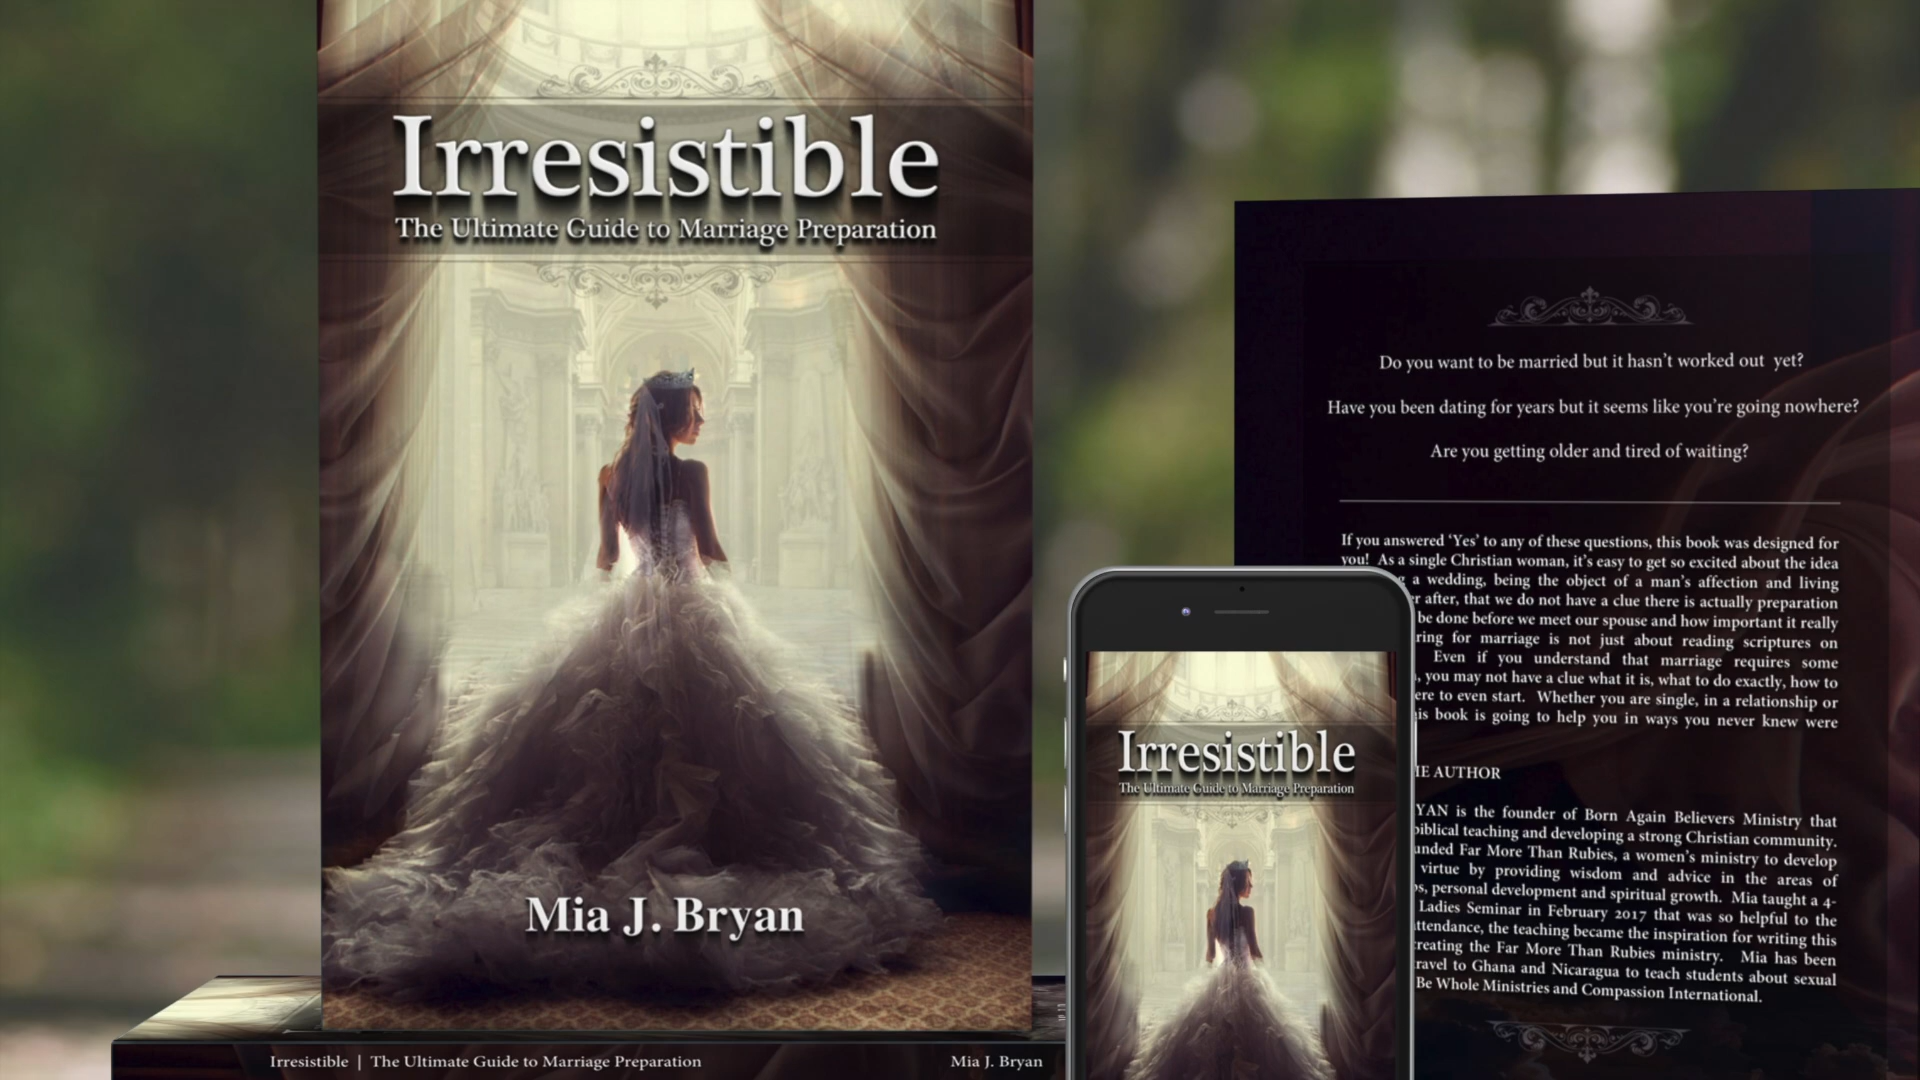 Irresistible
The Ultimate Guide to Marriage Preparation
Mia J. Bryan
Irresistible | The Ultimate Guide to Marriage Preparation Mia J. Bryan
Irresistible
The Ultimate Guide to Marriage Preparation
Do you want to be married but it hasn't worked out yet?
Have you been dating for years but it seems like you're going nowhere?
Are you getting older and tired of waiting?
If you answered 'Yes' to any of these questions, this book was designed for
you! As a single Christian woman, it's easy to get so excited about the idea
a wedding, being the object of a man's affection and living
after, that we do not have a clue there is actually preparation
be done before we meet our spouse and how important it really
for marriage is not just about reading scriptures on
Even if you understand that marriage requires some
you may not have a clue what it is, what to do exactly, how to
to even start. Whether you are single, in a relationship or
book is going to help you in ways you never knew were
AUTHOR
is the founder of Born Again Believers Ministry that
biblical teaching and developing a strong Christian community.
Far More Than Rubies, a women's ministry to develop
virtue by providing wisdom and advice in the areas of
personal development and spiritual growth. Mia taught a 4-
Ladies Seminar in February 2017 that was so helpful to the
attendance, the teaching became the inspiration for writing this
creating the Far More Than Rubies ministry. Mia has been
travel to Ghana and Nicaragua to teach students about sexual
Be Whole Ministries and Compassion International.